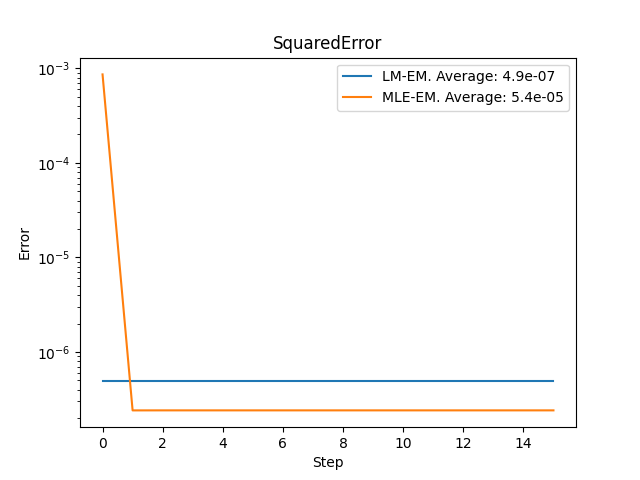 SquaredError
LM-EM. Average: 4.9e-07
MLE-EM. Average: 5.4e-05
10⁻³
10⁻⁴
10⁻⁵
10⁻⁶
Error
0 2 4 6 8 10 12 14
Step